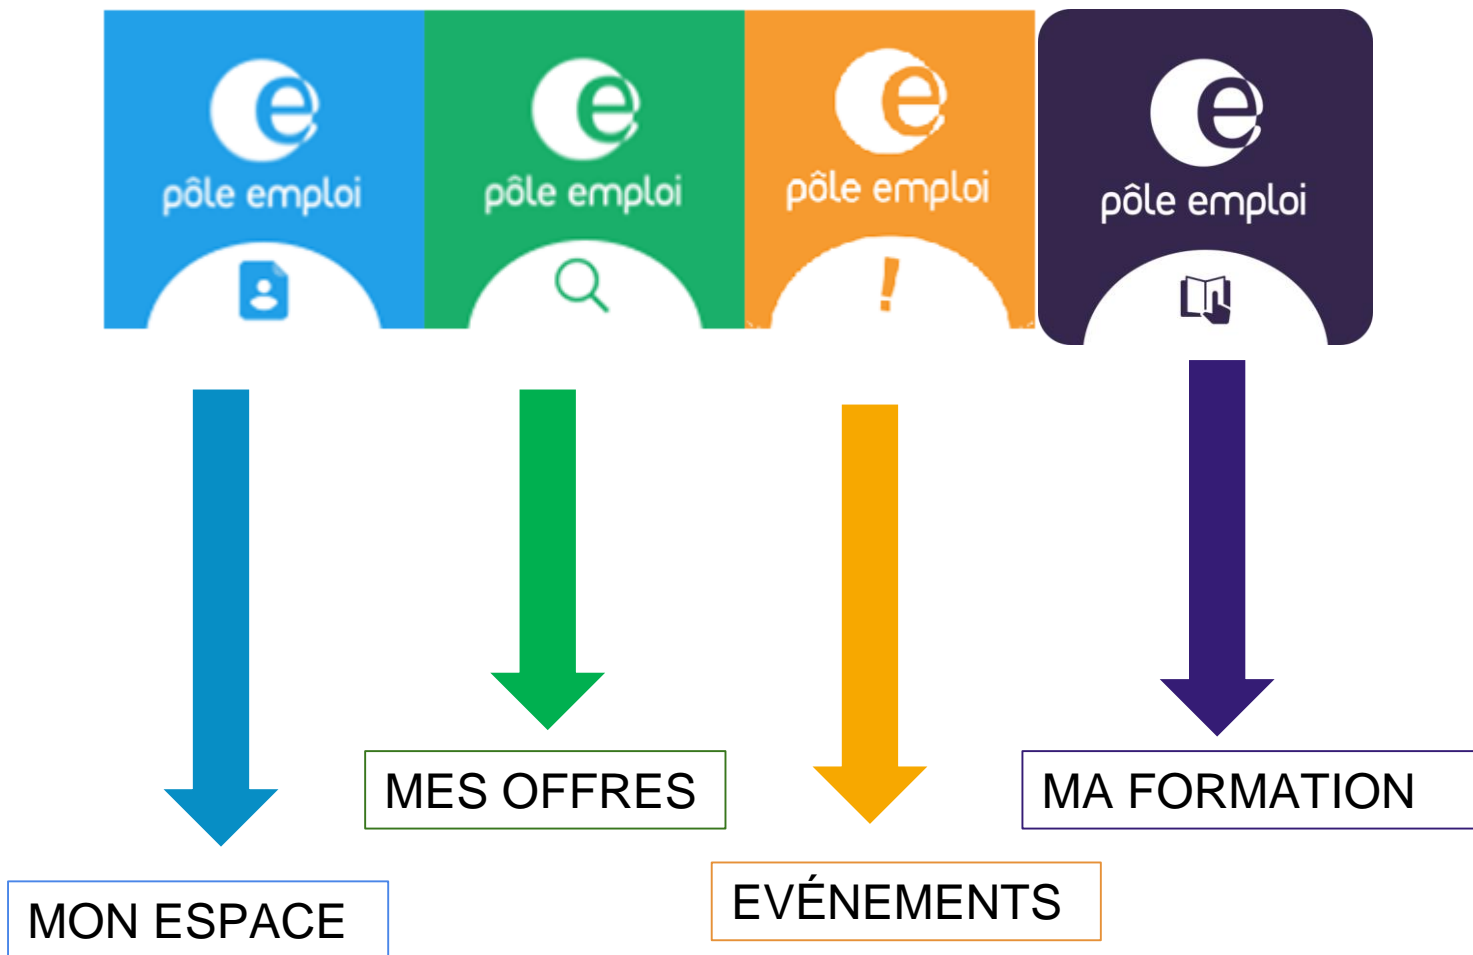 pôle emploi
pôle emploi
pôle emploi
pôle emploi
MES OFFRES
MA FORMATION
MON ESPACE
EVÉNEMENTS